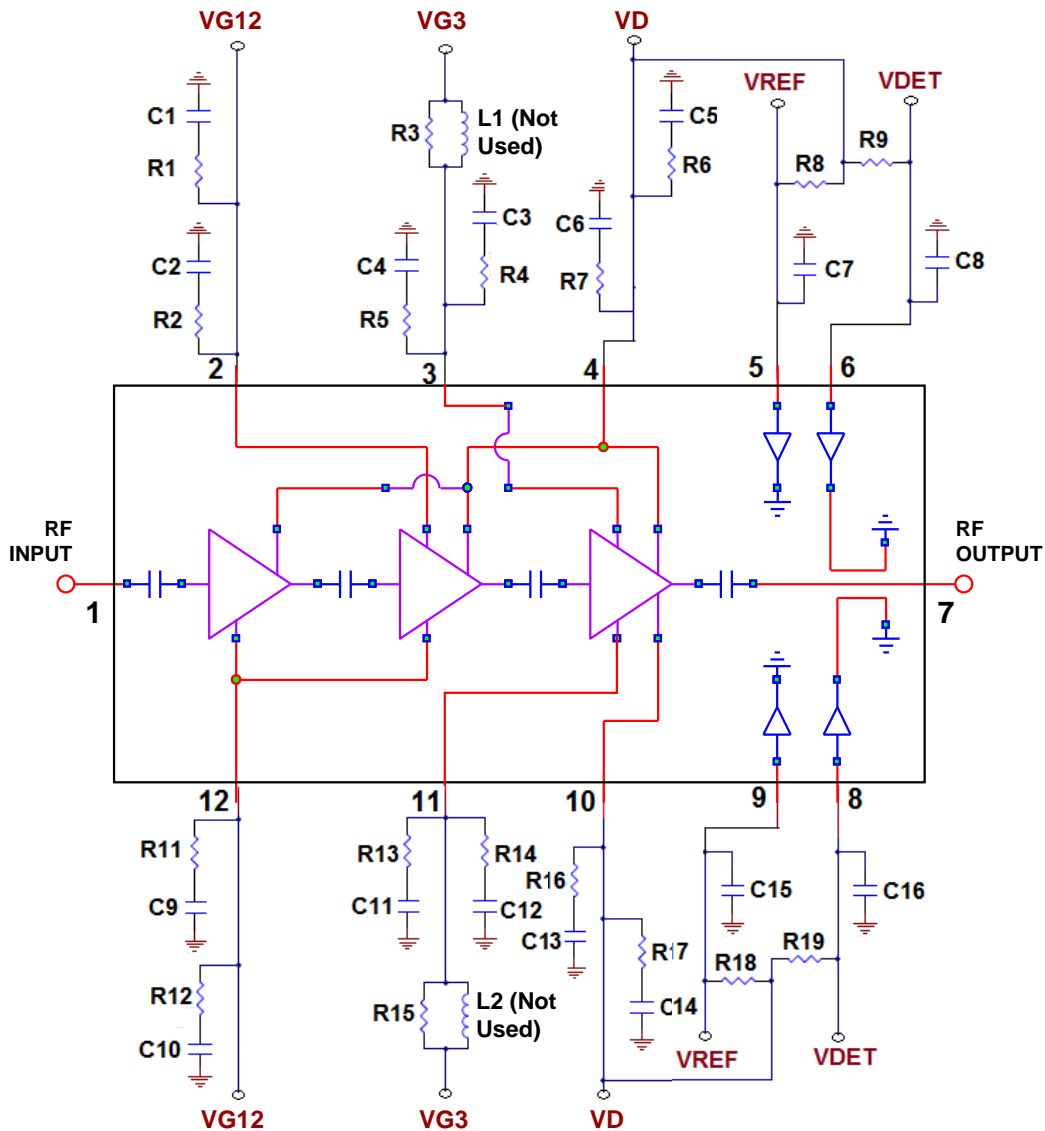 VG12
VG3
VD
VREF
VDET
C1
R1
R3
L1 (Not
Used)
C5
R6
R8
R9
C2
R2
C4
R5
C3
R4
C6
R7
C7
C8
2
3
4
5
6
RF
INPUT
1
RF
OUTPUT
7
12
11
10
9
8
R11
C9
R13
C11
R14
C12
R16
C13
R17
C14
C15
C16
R18
R19
R12
C10
R15
L2 (Not
Used)
VREF
VDET
VG12
VG3
VD